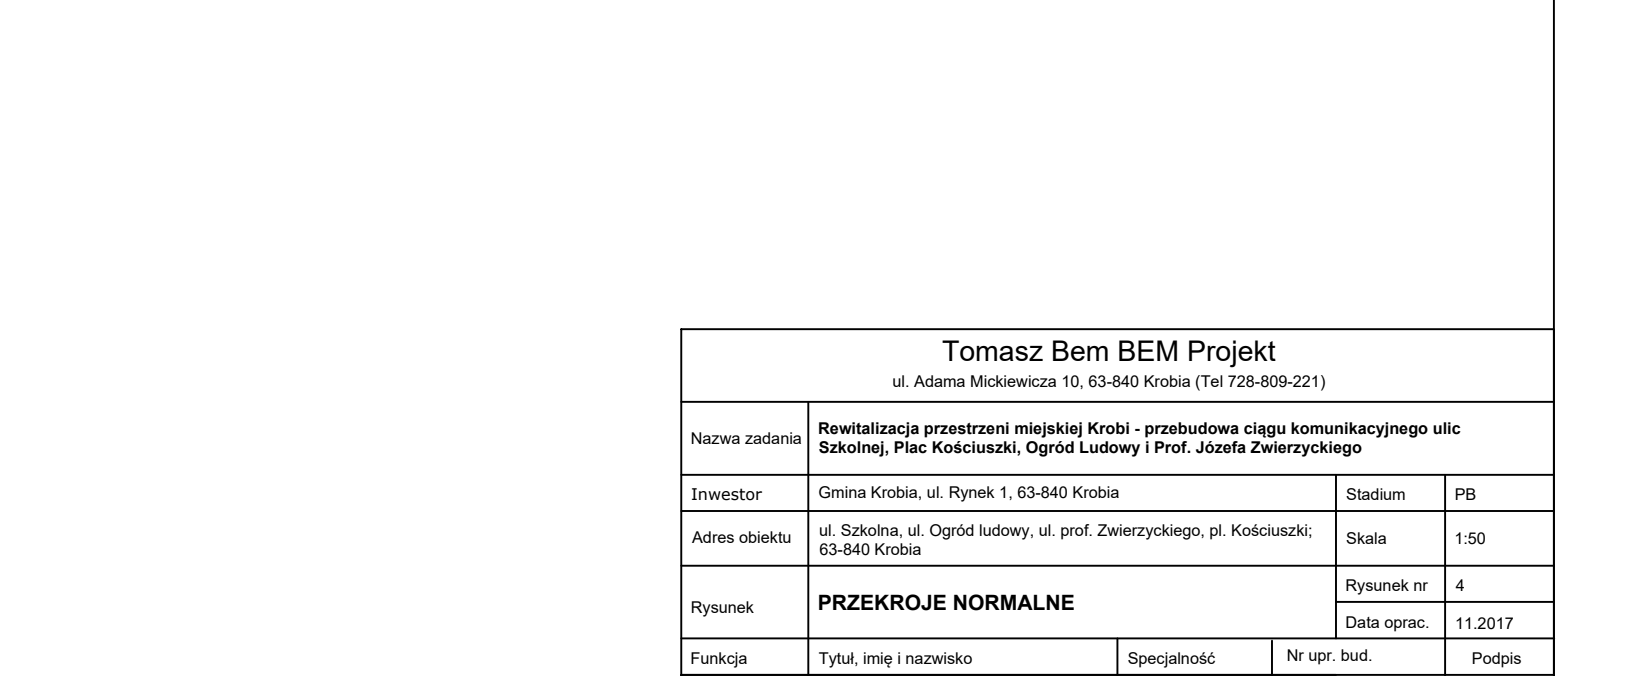 Tomasz Bem BEM Projekt
ul. Adama Mickiewicza 10, 63-840 Krobia (Tel 728-809-221)
Nazwa zadania
Rewitalizacja przestrzeni miejskiej Krobi - przebudowa ciągu komunikacyjnego ulic
Szkolnej, Plac Kościuszki, Ogród Ludowy i Prof. Józefa Zwierzyckiego
Inwestor
Gmina Krobia, ul. Rynek 1, 63-840 Krobia
Stadium
PB
Adres obiektu
ul. Szkolna, ul. Ogród ludowy, ul. prof. Zwierzyckiego, pl. Kościuszki;
63-840 Krobia
Skala
1:50
Rysunek
PRZEKROJE NORMALNE
Rysunek nr
4
Data oprac.
11.2017
Funkcja
Tytuł, imię i nazwisko
Specjalność
Nr upr. bud.
Podpis